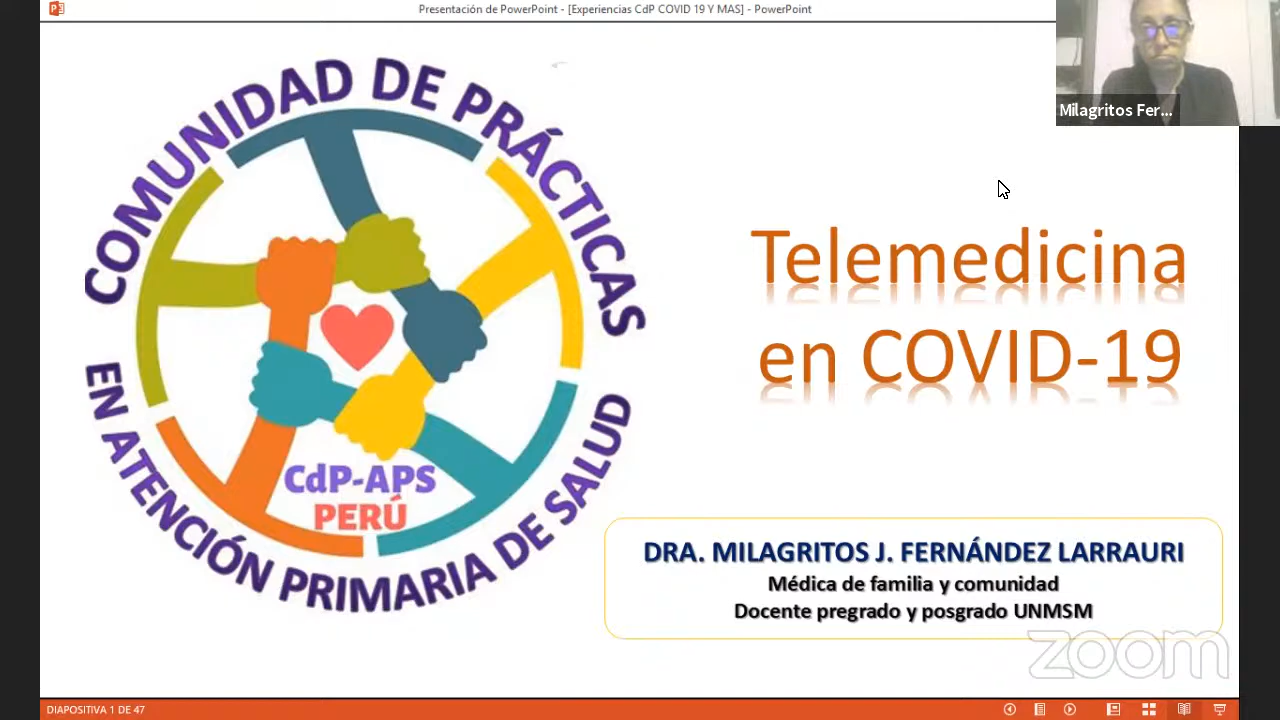 Presentación de PowerPoint - [Experiencias CdP COVID 19 Y MAS] - PowerPoint
Milagritos Fer...
COMUNIDAD DE PRÁCTICAS
EN ATENCIÓN PRIMARIA DE SALUD
CdP-APS
PERÚ
Telemedicina
en COVID-19
DRA. MILAGRITOS J. FERNÁNDEZ LARRAURI
Médica de familia y comunidad
Docente pregrado y posgrado UNMSM
zoom
DIAPOSITIVA 1 DE 47